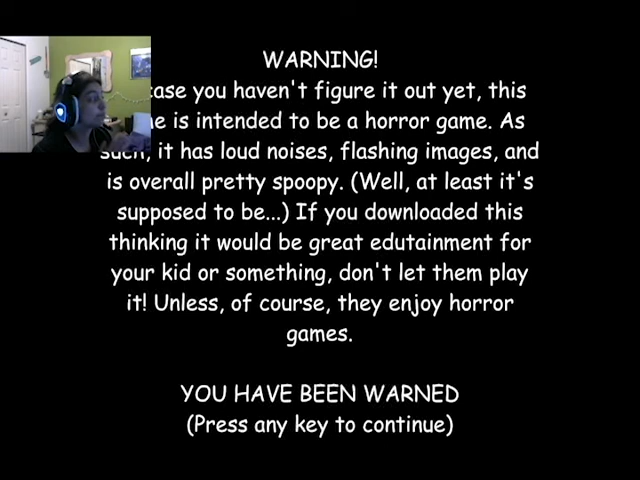 WARNING!
case you haven't figure it out yet, this
is intended to be a horror game. As
such, it has loud noises, flashing images, and
is overall pretty spoopy. (Well, at least it's
supposed to be...) If you downloaded this
thinking it would be great edutainment for
your kid or something, don't let them play
it! Unless, of course, they enjoy horror
games.
YOU HAVE BEEN WARNED
(Press any key to continue)